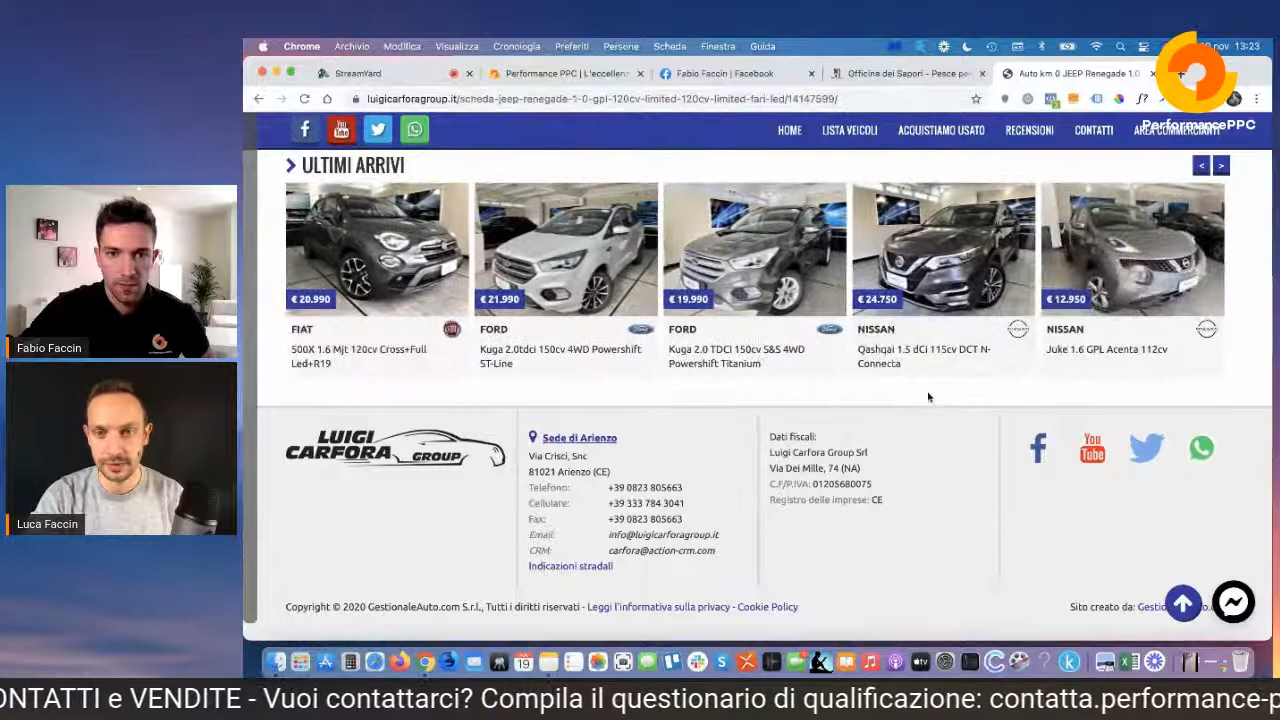 Chrome Archivio Modifica Visualizza Cronologia Preferiti Persone Scheda Finestra Guida
nov 13:23
StreamYard
Performance PPC | L'eccellen
Fabio Faccin | Facebook
Officina dei Sapori - Pesce pe
Auto km 0 JEEP Renegade 1.0
luigicarforagroup.it/scheda-jeep-renegade-1-0-gpl-120cv-limited-120cv-limited-fari-led/14147599/
PerformancePPC
HOME LISTA VEICOLI ACQUISTIAMO USATO RECENSIONI CONTATTI
You Tube
ULTIMI ARRIVI
< >
€ 20.990 € 21.990 € 19.990 € 24.750 € 12.950
FIAT
500X 1.6 Mjt 120cv Cross+Full
Led+R19
FORD
Kuga 2.0tdci 150cv 4WD Powershift
ST-Line
FORD
Kuga 2.0 TDCI 150cv S&S 4WD
Powershift Titanium
NISSAN
Qashqai 1.5 dCi 115cv DCT N-
Connecta
NISSAN
Juke 1.6 GPL Acenta 112cv
LUIGI
CARFORA
GROUP
Sede di Arienzo
Via Crisci, Snc
81021 Arienzo (CE)
Telefono: +39 0823 805663
Cellulare: +39 333 784 3041
Fax: +39 0823 805663
Email: info@luigicarforagroup.it
CRM: carfora@action-crm.com
Indicazioni stradali
Dati fiscali:
Luigi Carfora Group Srl
Via Dei Mille, 74 (NA)
C.F/P.IVA: 01205680075
Registro delle imprese: CE
You Tube
Copyright © 2020 GestionaleAuto.com S.r.l., Tutti i diritti riservati - Leggi l'informativa sulla privacy - Cookie Policy
Sito creato da:
Fabio Faccin
Luca Faccin
ONTATTI e VENDITE - Vuoi contattarci? Compila il questionario di qualificazione: contatta.performance-p